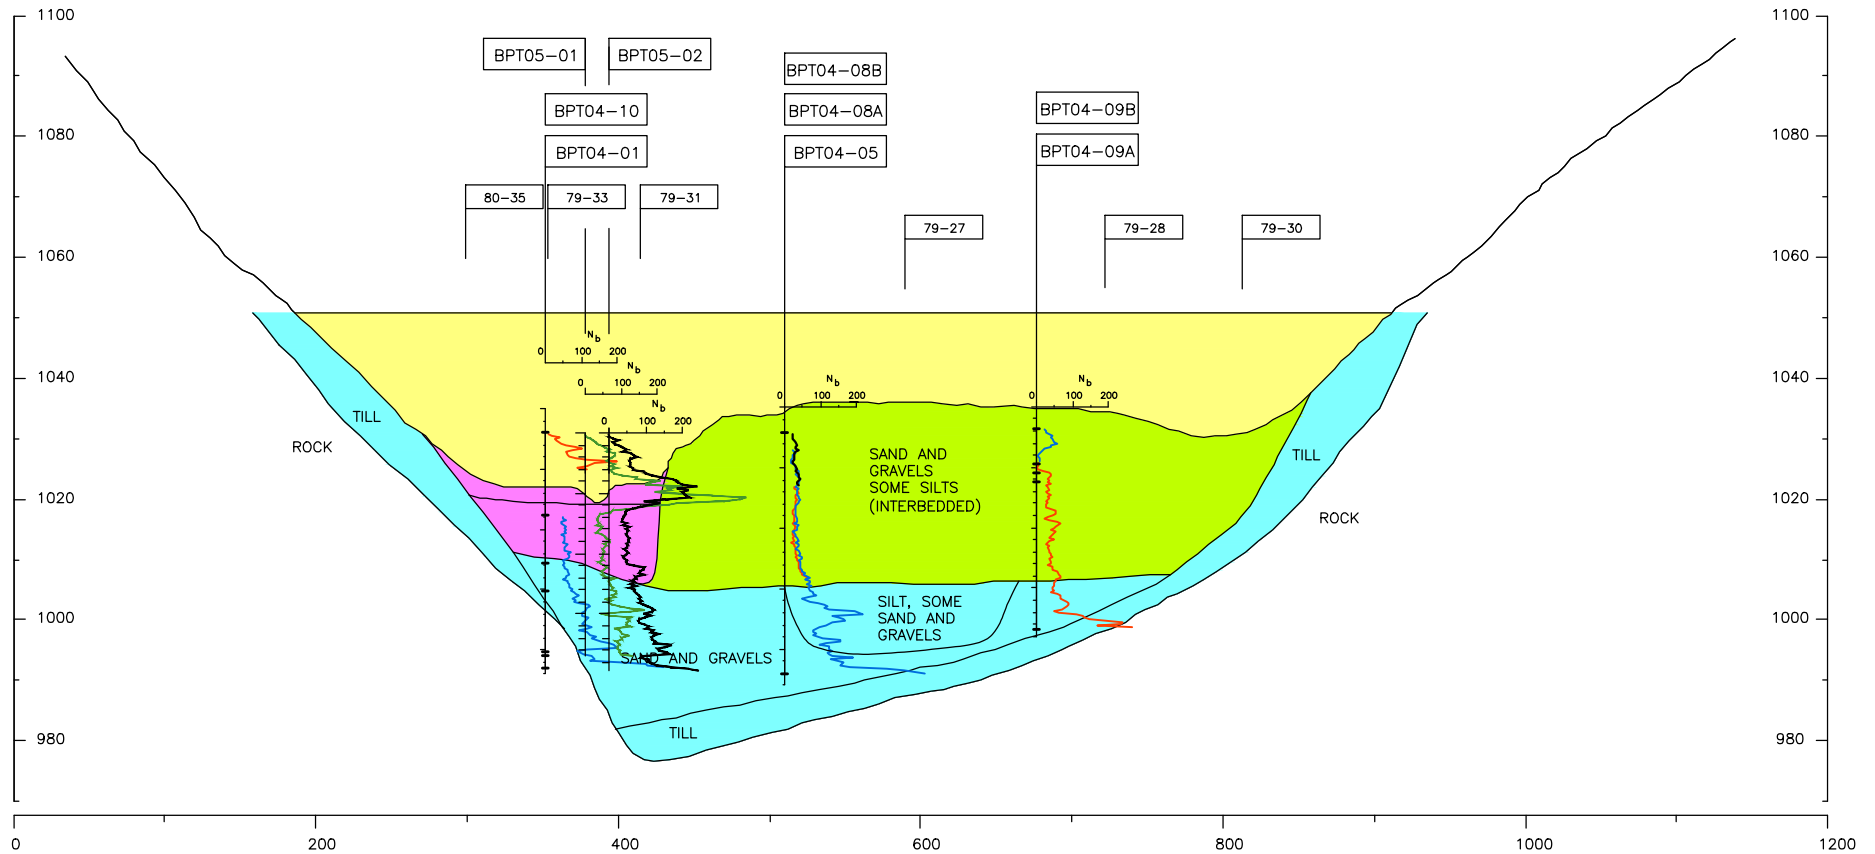 1100
1100
BPT05-01
BPT05-02
BPT04-08B
BPT04-10
BPT04-08A
BPT04-09B
1080
1080
BPT04-01
BPT04-05
BPT04-09A
80-35
79-33
79-31
79-27
79-28
79-30
1060
1060
Nb
0 100 200
Nb
0 100 200
Nb
0 100 200
Nb
0 100 200
Nb
0 100 200
1040
1040
TILL
ROCK
SAND AND
GRAVELS
SOME SILTS
(INTERBEDDED)
TILL
ROCK
1020
1020
SILT, SOME
SAND AND
GRAVELS
1000
1000
SAND AND GRAVELS
TILL
980
980
0 200 400 600 800 1000 1200